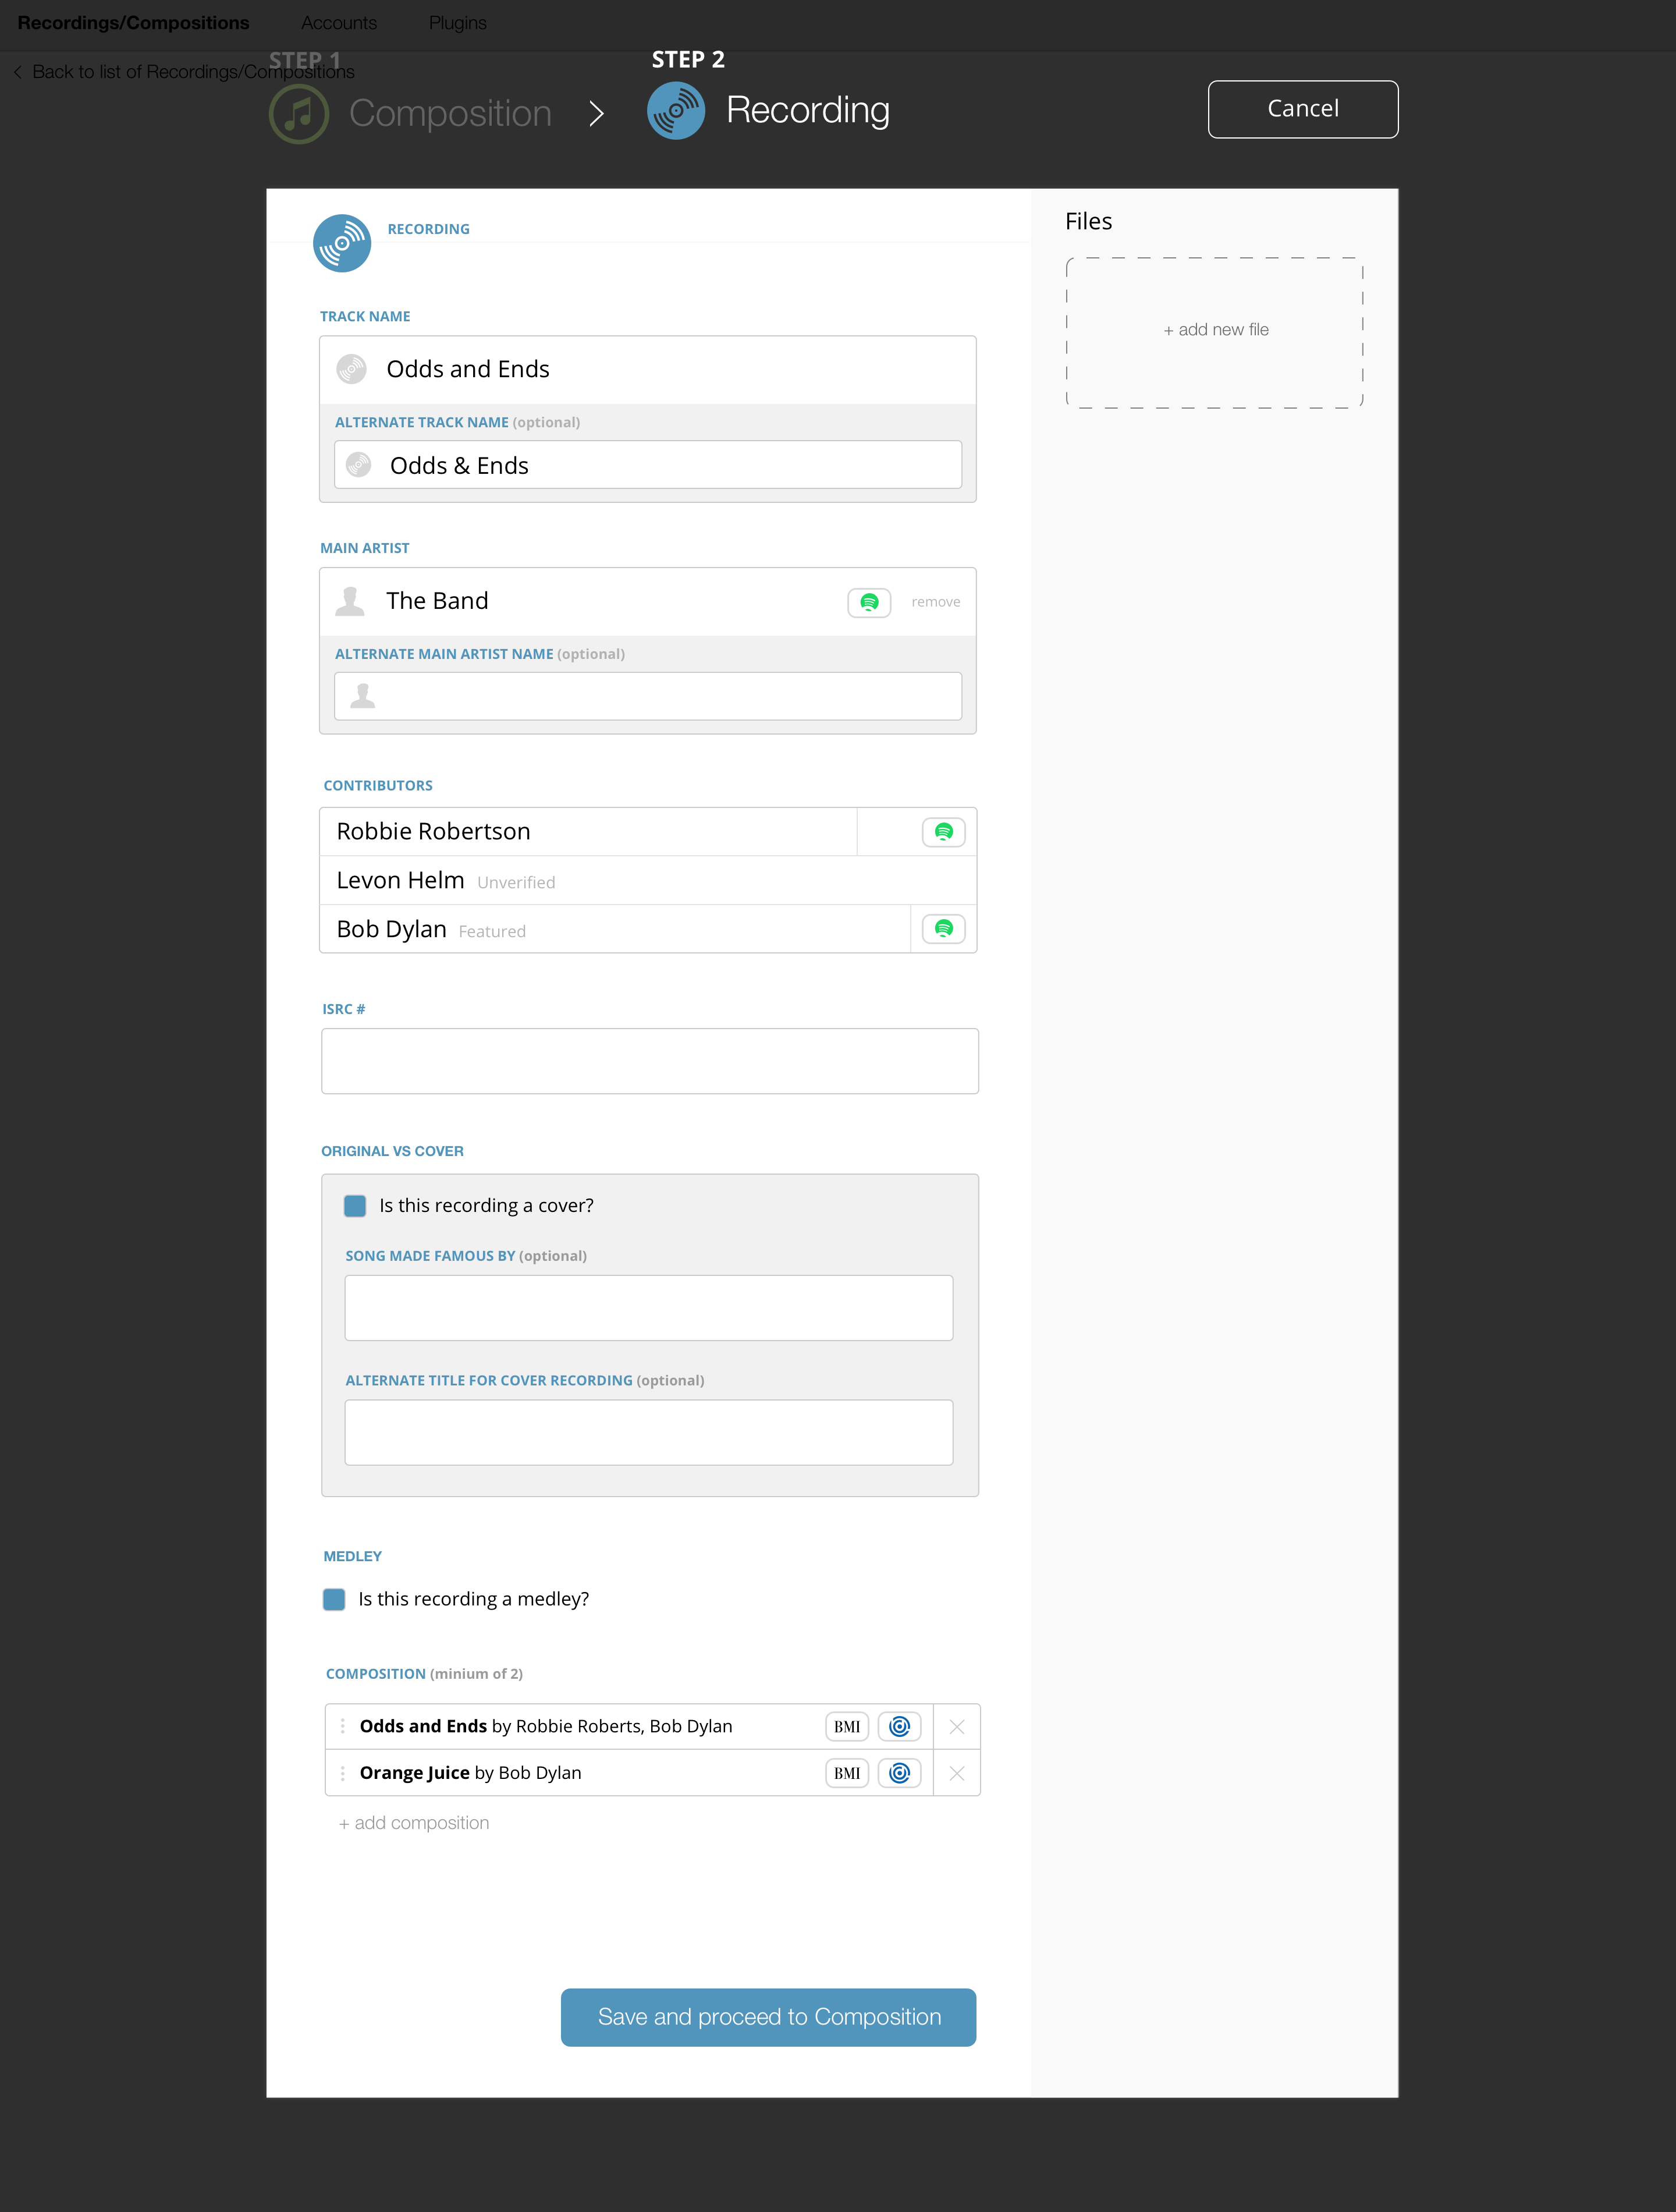 Recordings/Compositions Accounts Plugins
Back to list of Recordings/Compositions
STEP 1
Composition
STEP 2
Recording
Cancel
RECORDING
TRACK NAME
Odds and Ends
ALTERNATE TRACK NAME (optional)
Odds & Ends
MAIN ARTIST
The Band remove
ALTERNATE MAIN ARTIST NAME (optional)
CONTRIBUTORS
Robbie Robertson
Levon Helm Unverified
Bob Dylan Featured
ISRC #
ORIGINAL VS COVER
Is this recording a cover?
SONG MADE FAMOUS BY (optional)
ALTERNATE TITLE FOR COVER RECORDING (optional)
MEDLEY
Is this recording a medley?
COMPOSITION (minium of 2)
Odds and Ends by Robbie Roberts, Bob Dylan BMI
Orange Juice by Bob Dylan BMI
+ add composition
Save and proceed to Composition
Files
+ add new file